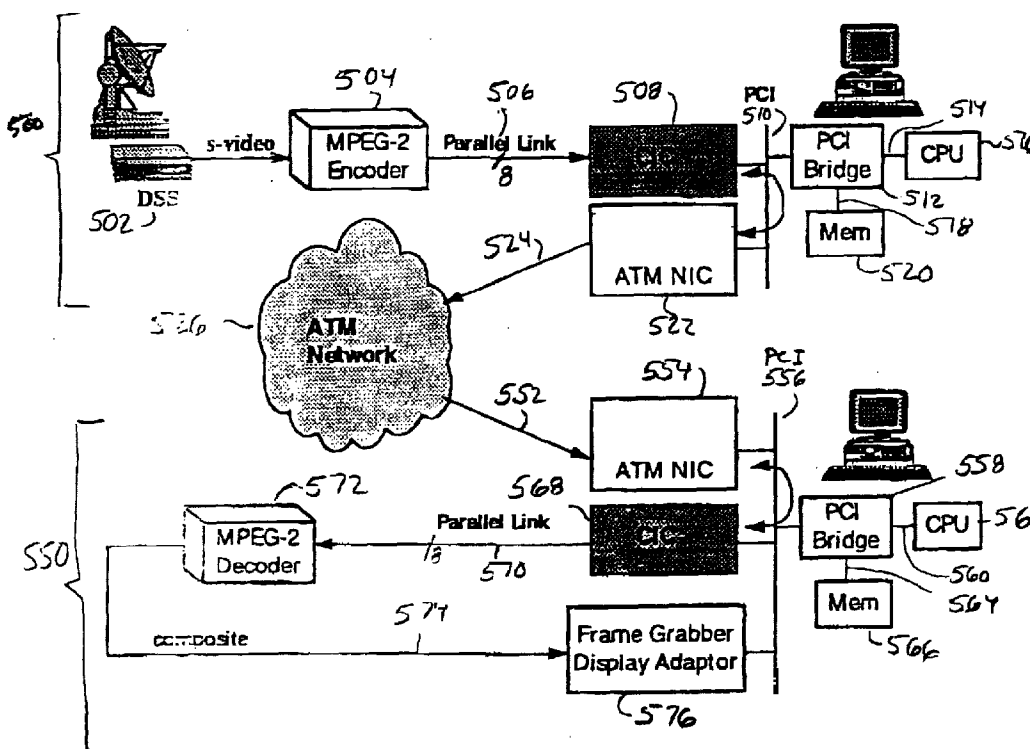 504
506
508
PCI
510
514
MPEG-2
Encoder
s-video
Parallel Link
8
CIC
PCI
Bridge
CPU
512
DSS
502
518
Mem
520
524
ATM NIC
522
ATM
Network
PCI
556
554
552
ATM NIC
558
572
568
Parallel Link
CIC
PCI
Bridge
CPU
MPEG-2
Decoder
570
560
550
564
Mem
566
composite
574
Frame Grabber
Display Adaptor
576